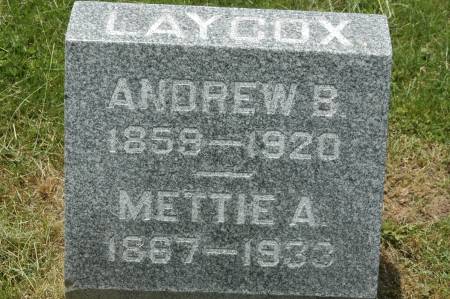 LAYCOX.
ANDREW B.
1859–1920
METTIE A.
1867–1933